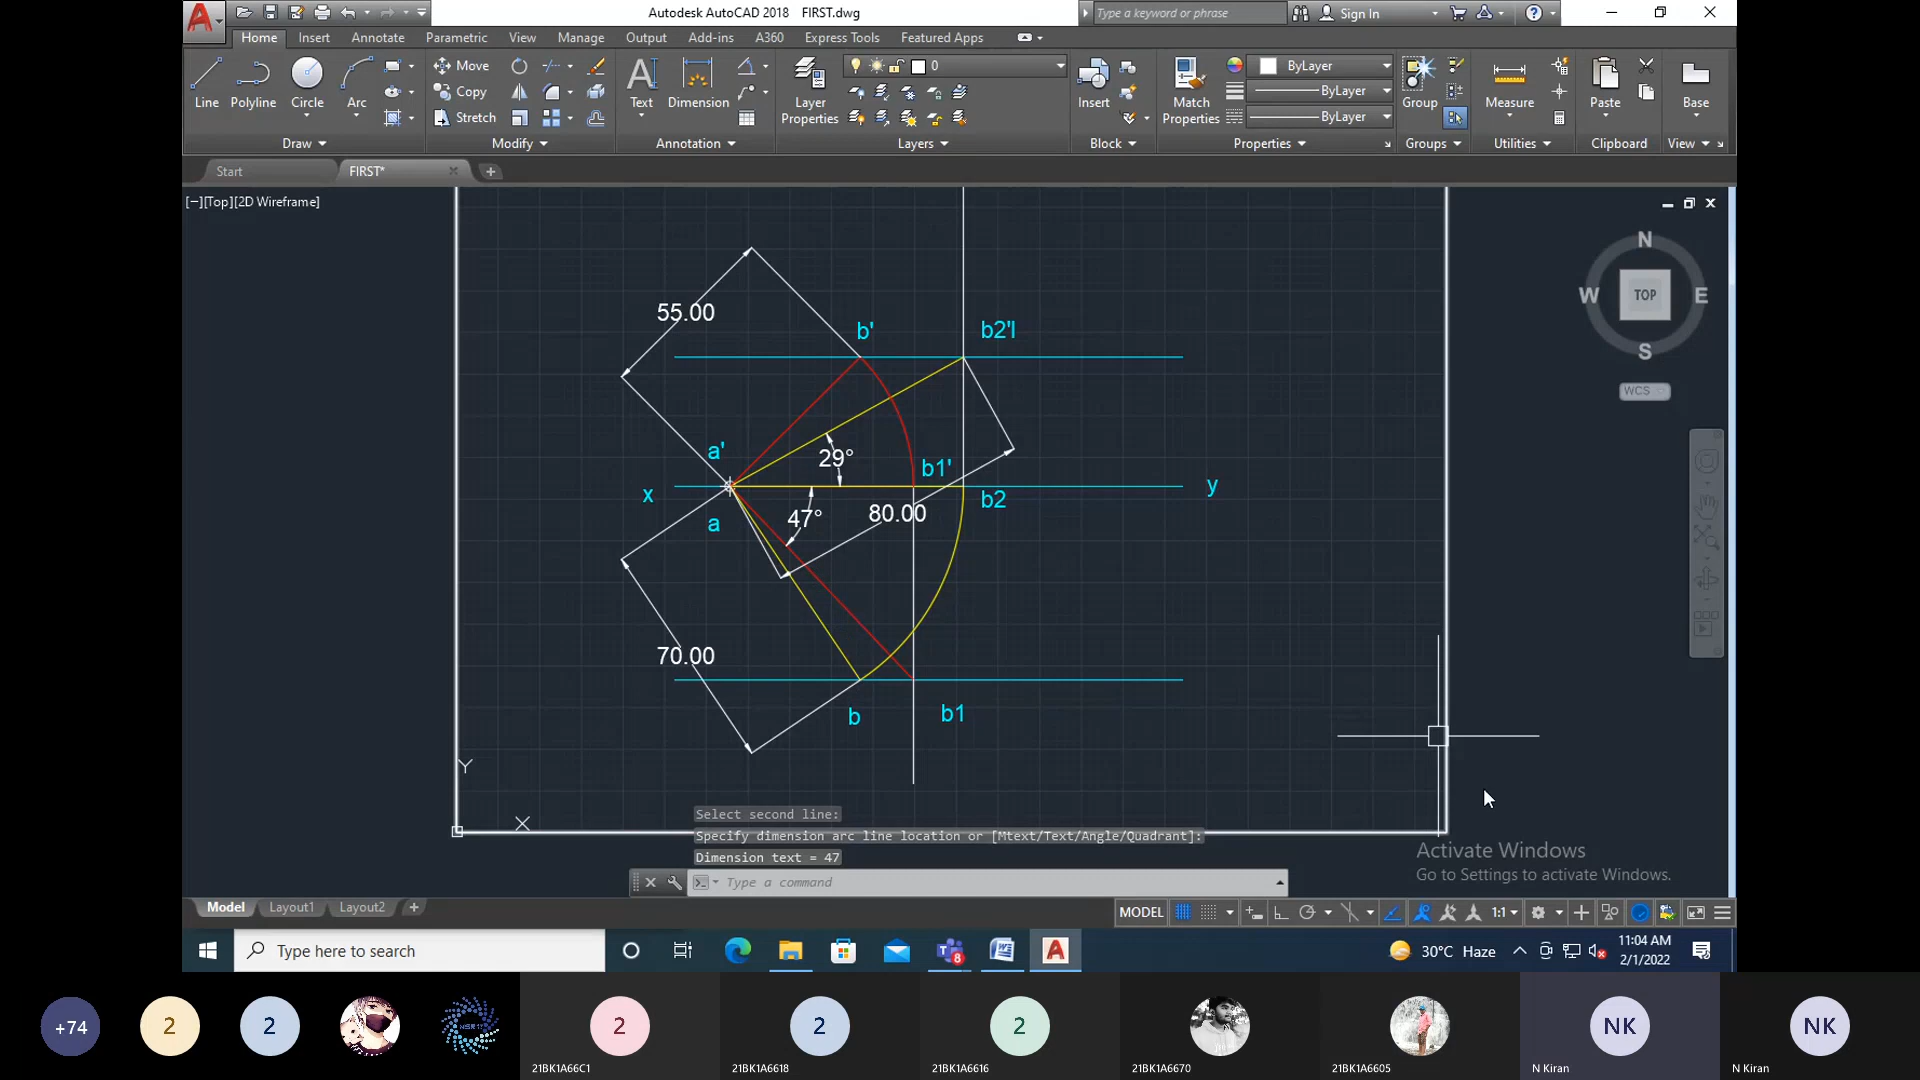 Autodesk AutoCAD 2018 FIRST.dwg
Type a keyword or phrase
Sign In
Home Insert Annotate Parametric View Manage Output Add-ins A360 Express Tools Featured Apps
Line Polyline Circle Arc
Move
Copy
Stretch
Text Dimension
Layer Properties
0
Insert
Match Properties
ByLayer
ByLayer
ByLayer
Group
Measure
Paste
Base
Draw Modify Annotation Layers Block Properties Groups Utilities Clipboard View
Start FIRST*
[−][Top][2D Wireframe]
N
W TOP E
S
WCS
55.00
b' b2'l
a' 29° b1'
x y
a 47° 80.00 b2
70.00
b b1
Y
X
Select second line:
Specify dimension arc line location or [Mtext/Text/Angle/Quadrant]:
Dimension text = 47
Type a command
Activate Windows
Go to Settings to activate Windows.
Model Layout1 Layout2
MODEL 1:1
Type here to search
8
30°C Haze
11:04 AM
2/1/2022
+74 2 2 NSR 2 2 2 NK NK
21BK1A66C1 21BK1A6618 21BK1A6616 21BK1A6670 21BK1A6605 N Kiran N Kiran